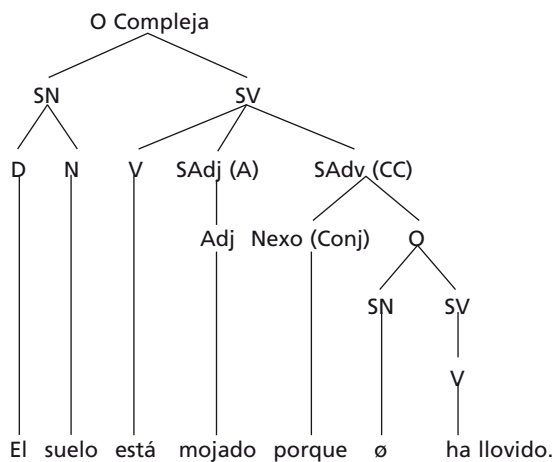 O Compleja
SN SV
D N V SAdj (A) SAdv (CC)
Adj Nexo (Conj) O
SN SV
V
El suelo está mojado porque ø ha llovido.